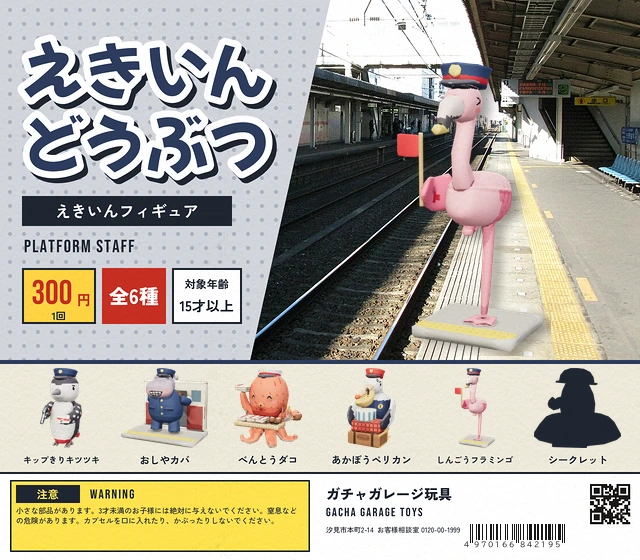 えきいん
どうぶつ
えきいんフィギュア
PLATFORM STAFF
300円
1回
全6種
対象年齢
15才以上
キップきりキツツキ
おしやカバ
べんとうダコ
あかぼうペリカン
しんごうフラミンゴ
シークレット
注意 WARNING
小さな部品があります。3才未満のお子様には絶対に与えないでください。窒息など
の危険があります。カプセルを口に入れたり、かぶったりしないでください。
ガチャガレージ玩具
GACHA GARAGE TOYS
汐見市本町2-14 お客様相談室 0120-00-1999
4 970166 842195